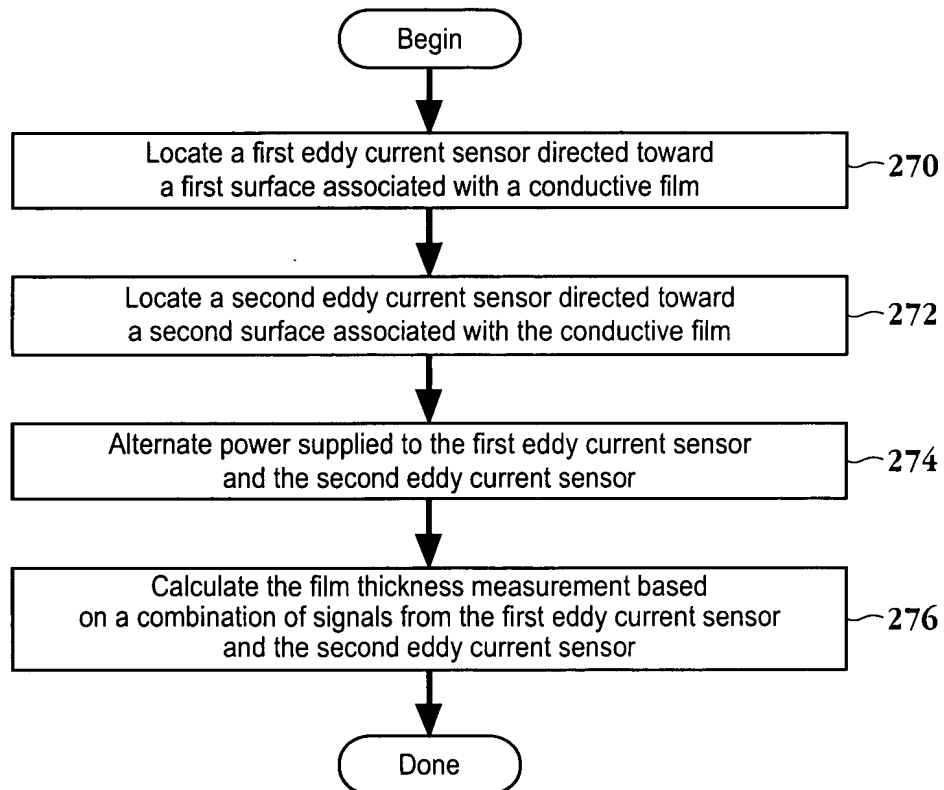 Begin
Locate a first eddy current sensor directed toward
a first surface associated with a conductive film
270
Locate a second eddy current sensor directed toward
a second surface associated with the conductive film
272
Alternate power supplied to the first eddy current sensor
and the second eddy current sensor
274
Calculate the film thickness measurement based
on a combination of signals from the first eddy current sensor
and the second eddy current sensor
276
Done